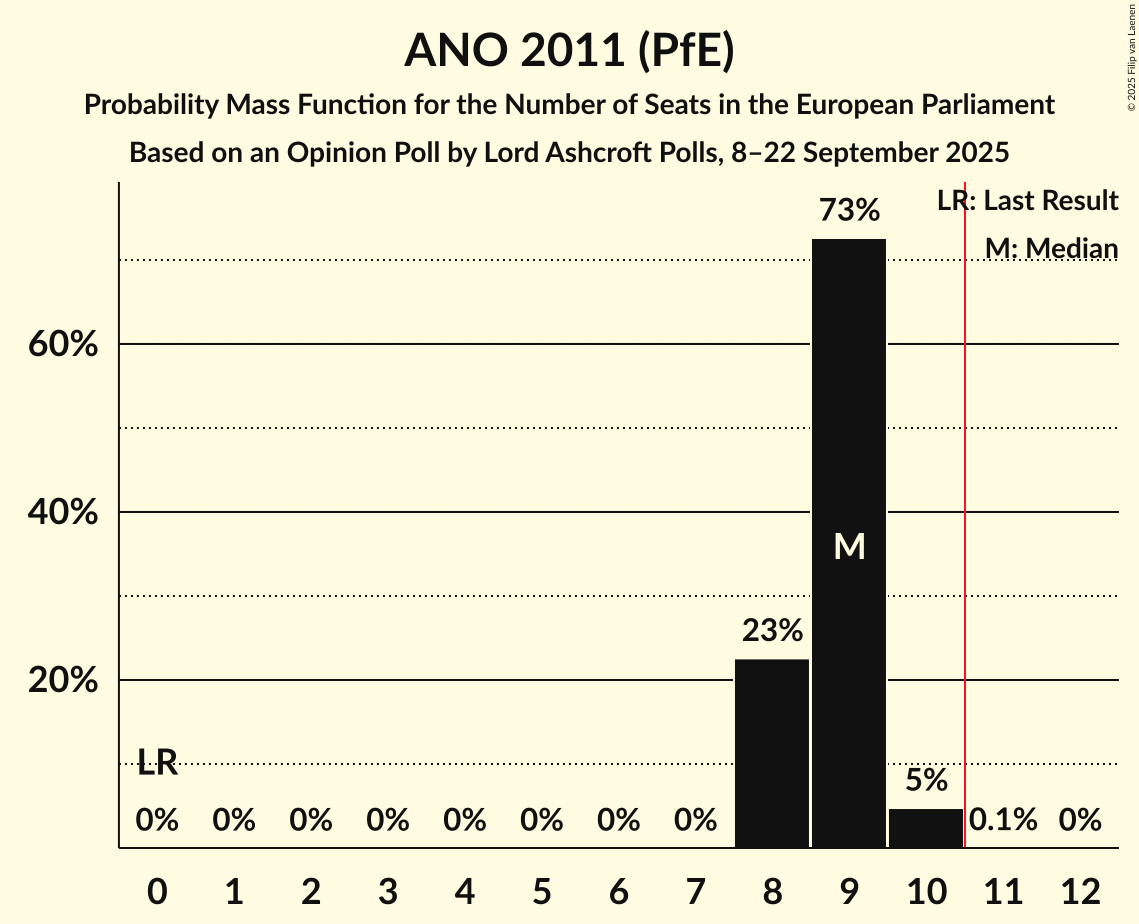 ANO 2011 (PfE)
Probability Mass Function for the Number of Seats in the European Parliament
Based on an Opinion Poll by Lord Ashcroft Polls, 8–22 September 2025
© 2025 Filip van Laenen
LR: Last Result
M: Median
73%
60%
40%
M
23%
20%
LR
5%
0% 0% 0% 0% 0% 0% 0% 0% 0.1% 0%
0 1 2 3 4 5 6 7 8 9 10 11 12